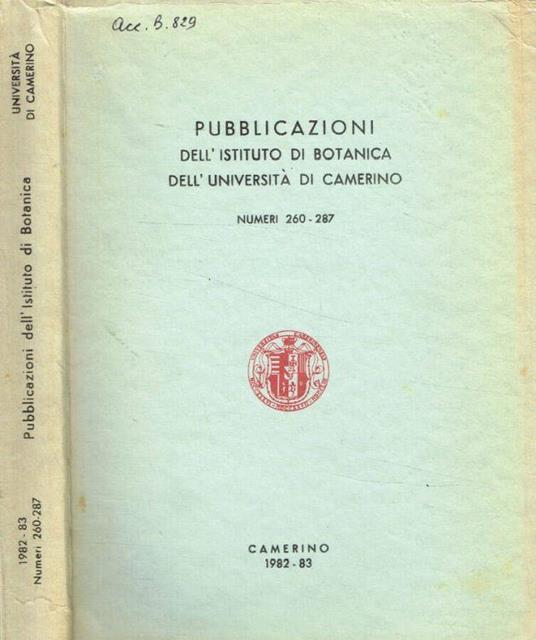 Acc. B. 829
PUBBLICAZIONI
DELL'ISTITUTO DI BOTANICA
DELL'UNIVERSITÀ DI CAMERINO
NUMERI 260-287
CAMERINO
1982-83
UNIVERSITÀ
DI CAMERINO
Pubblicazioni dell'Istituto di Botanica
1982-83
Numeri 260-287